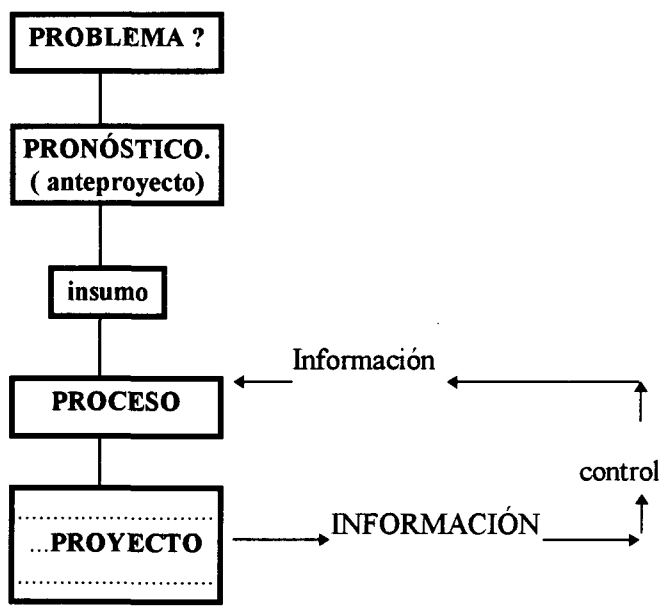 PROBLEMA ?
PRONÓSTICO.
( anteproyecto)
insumo
Información
PROCESO
control
....................................
...PROYECTO
....................................
INFORMACIÓN